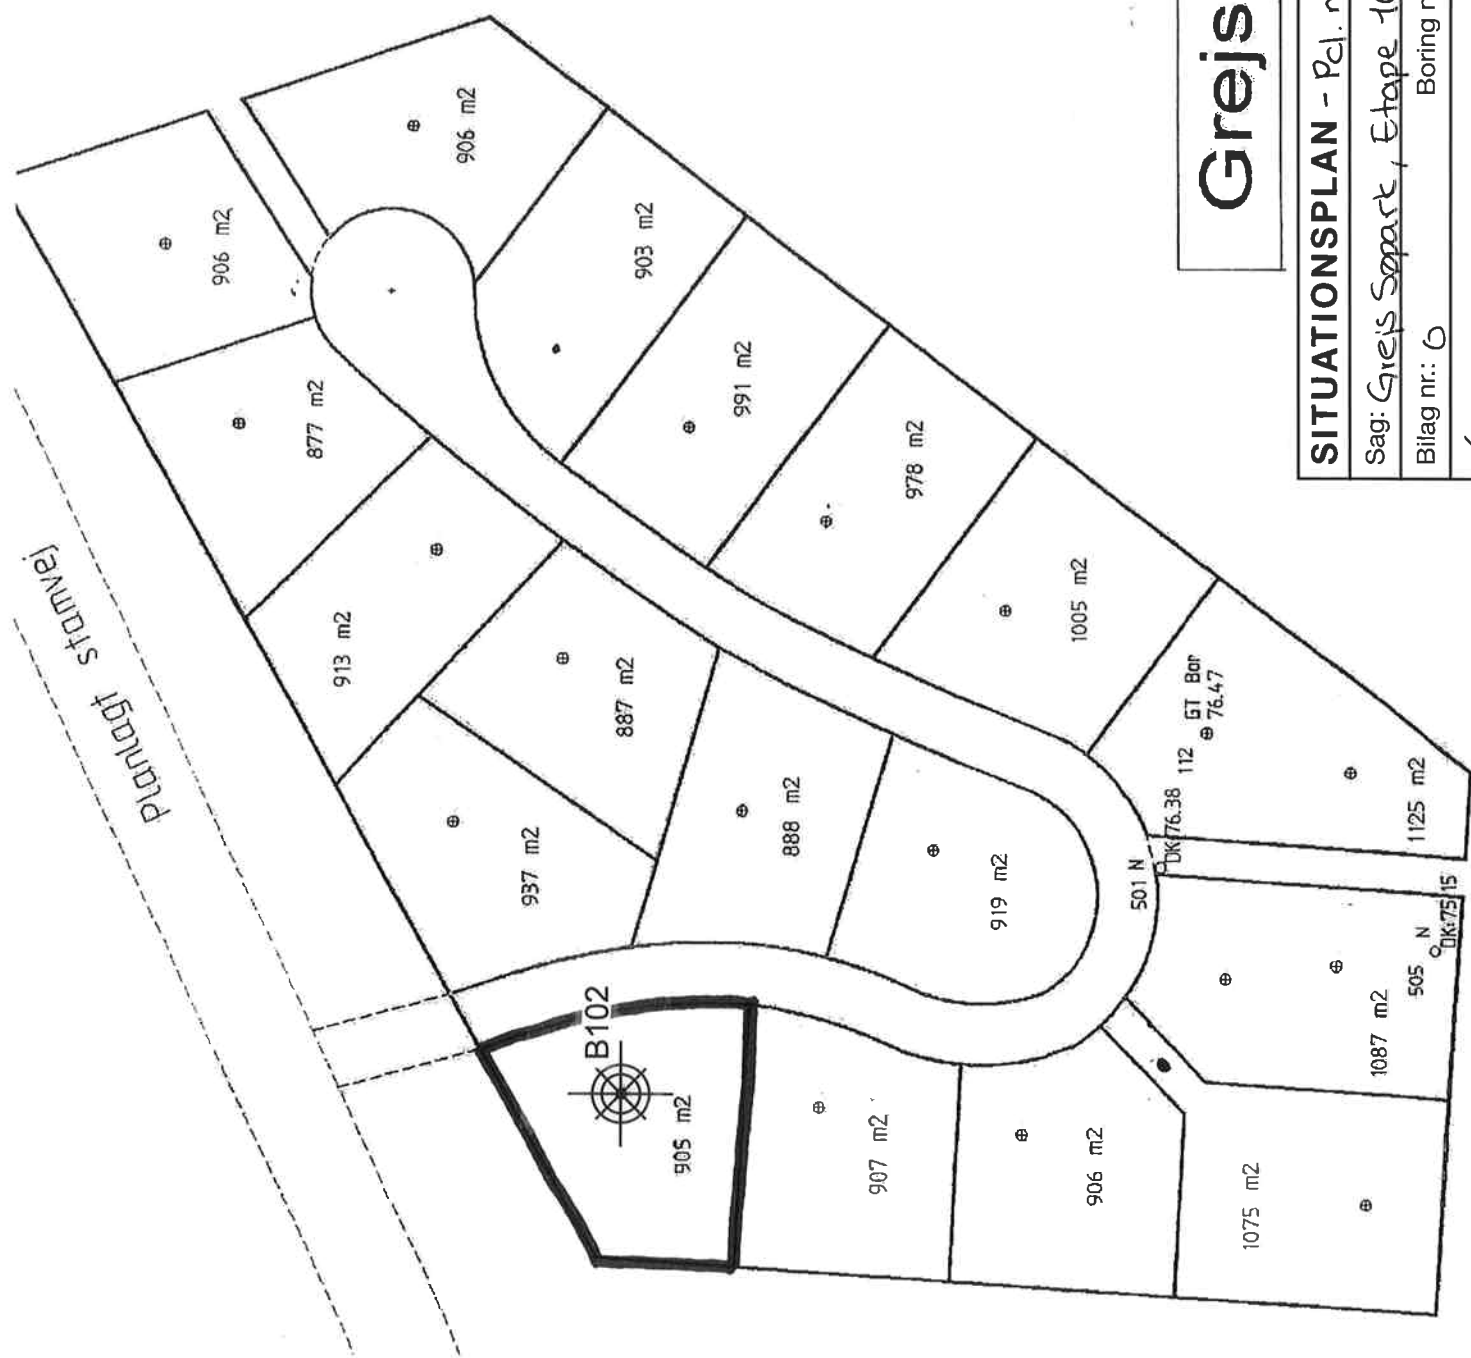 Plantagt stamvej
906 m2
906 m2
877 m2
903 m2
913 m2
991 m2
887 m2
978 m2
937 m2
888 m2
1005 m2
919 m2
B102
905 m2
907 m2
906 m2
1075 m2
1087 m2
1125 m2
GT Bor
76.47
112
DK:76.38
501 N
505 N
DK:75.15
Grejs
SITUATIONSPLAN - Pcl. n
Sag: Grejs Søpark, Etape
Bilag nr.: 6
Boring n